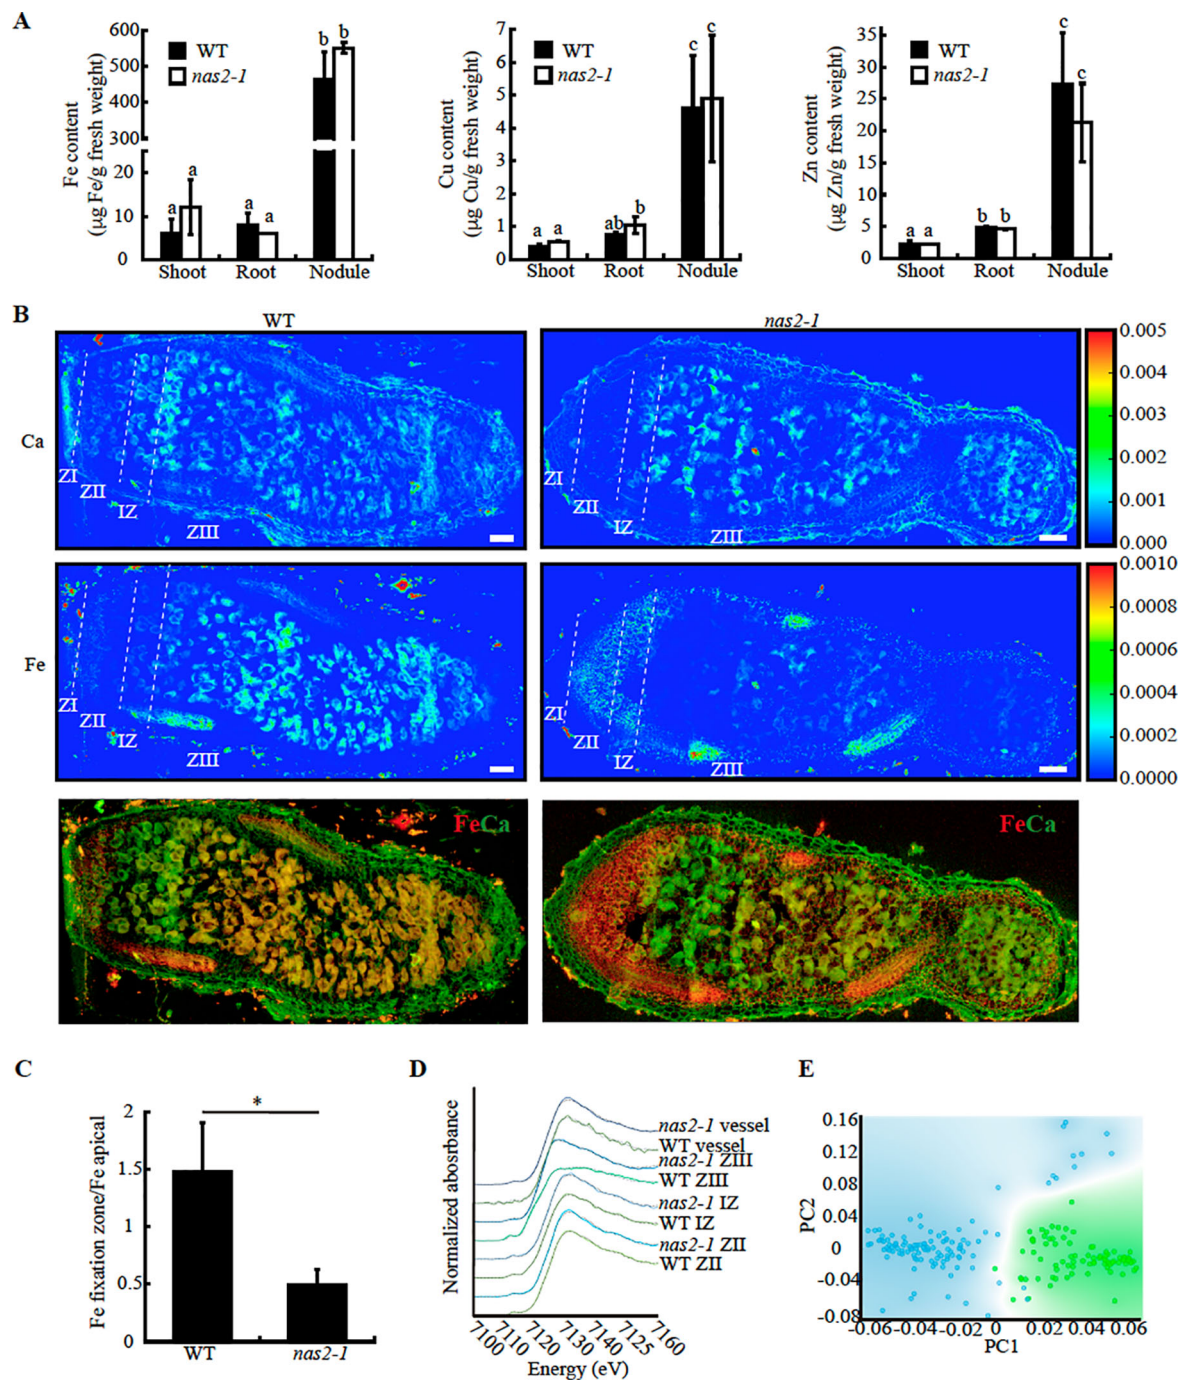 A
Fe content
(µg Fe/g fresh weight)
600
500
400
300
20
10
0
WT
nas2-1
a
a
a
a
b
b
Shoot
Root
Nodule
Cu content
(µg Cu/g fresh weight)
7
6
5
4
3
2
1
0
WT
nas2-1
a
a
ab
b
c
c
Shoot
Root
Nodule
Zn content
(µg Zn/g fresh weight)
35
30
25
20
15
10
5
0
WT
nas2-1
a
a
b
b
c
c
Shoot
Root
Nodule
B
WT
nas2-1
Ca
ZI
ZII
IZ
ZIII
ZI
ZII
IZ
ZIII
0.005
0.004
0.003
0.002
0.001
0.000
Fe
ZI
ZII
IZ
ZIII
ZI
ZII
IZ
ZIII
0.0010
0.0008
0.0006
0.0004
0.0002
0.0000
FeCa
FeCa
C
Fe fixation zone/Fe apical
2
1.5
1
0.5
0
*
WT
nas2-1
D
Normalized abosrbance
nas2-1 vessel
WT vessel
nas2-1 ZIII
WT ZIII
nas2-1 IZ
WT IZ
nas2-1 ZII
WT ZII
7100
7110
7120
7130
7140
7125
7160
Energy (eV)
E
PC2
0.16
0.12
0.08
0.04
0
-0.04
-0.08
-0.06
-0.04
-0.02
0
0.02
0.04
0.06
PC1